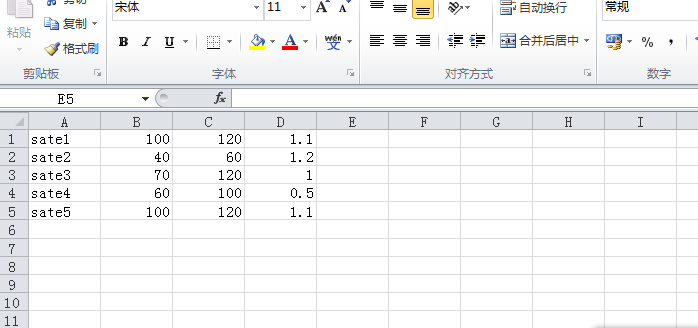 剪切
宋体 11 A A 自动换行 常规
粘贴 复制
格式刷 B I U A wén 文 合并后居中 % ,
剪贴板 字体 对齐方式 数字
E5 fx
A B C D E F G H I
1 sate1 100 120 1.1
2 sate2 40 60 1.2
3 sate3 70 120 1
4 sate4 60 100 0.5
5 sate5 100 120 1.1
6
7
8
9
10
11